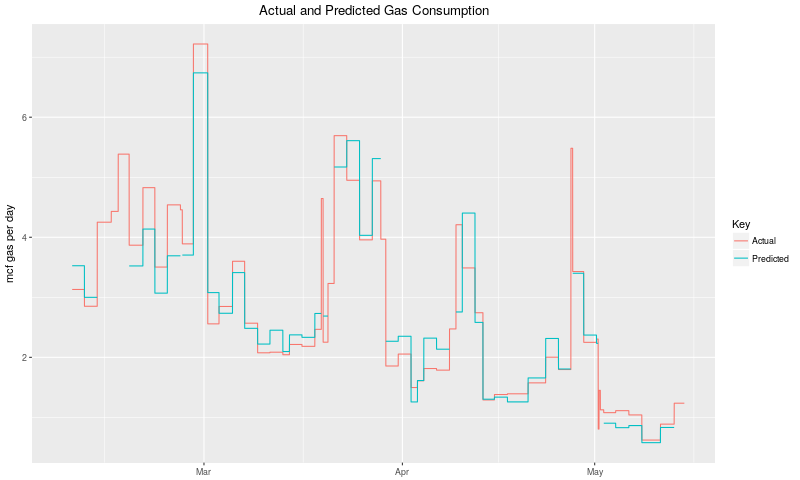 Actual and Predicted Gas Consumption
mcf gas per day
6
4
2
Mar
Apr
May
Key
Actual
Predicted